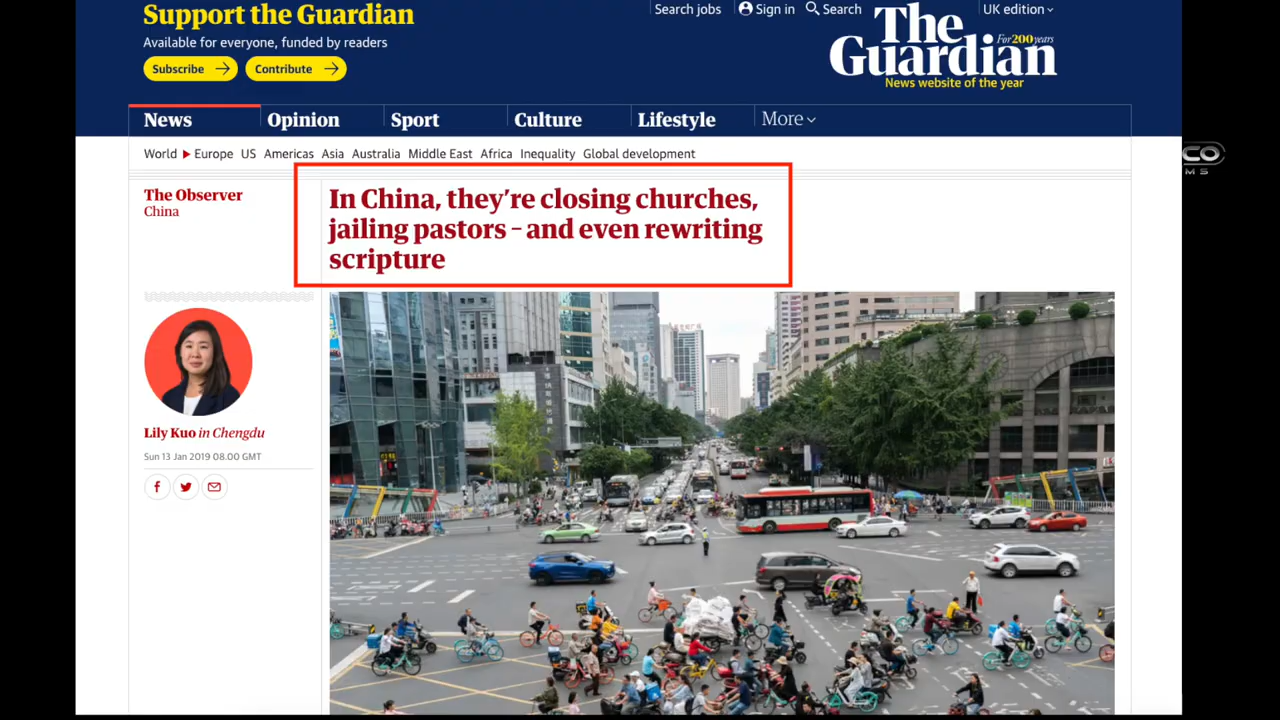 Support the Guardian
Available for everyone, funded by readers
Subscribe
Contribute
Search jobs
Sign in
Search
UK edition
The Guardian
For 200 years
News website of the year
News
Opinion
Sport
Culture
Lifestyle
More
World
Europe
US
Americas
Asia
Australia
Middle East
Africa
Inequality
Global development
The Observer
China
In China, they’re closing churches,
jailing pastors – and even rewriting
scripture
Lily Kuo in Chengdu
Sun 13 Jan 2019 08.00 GMT
CO
MS